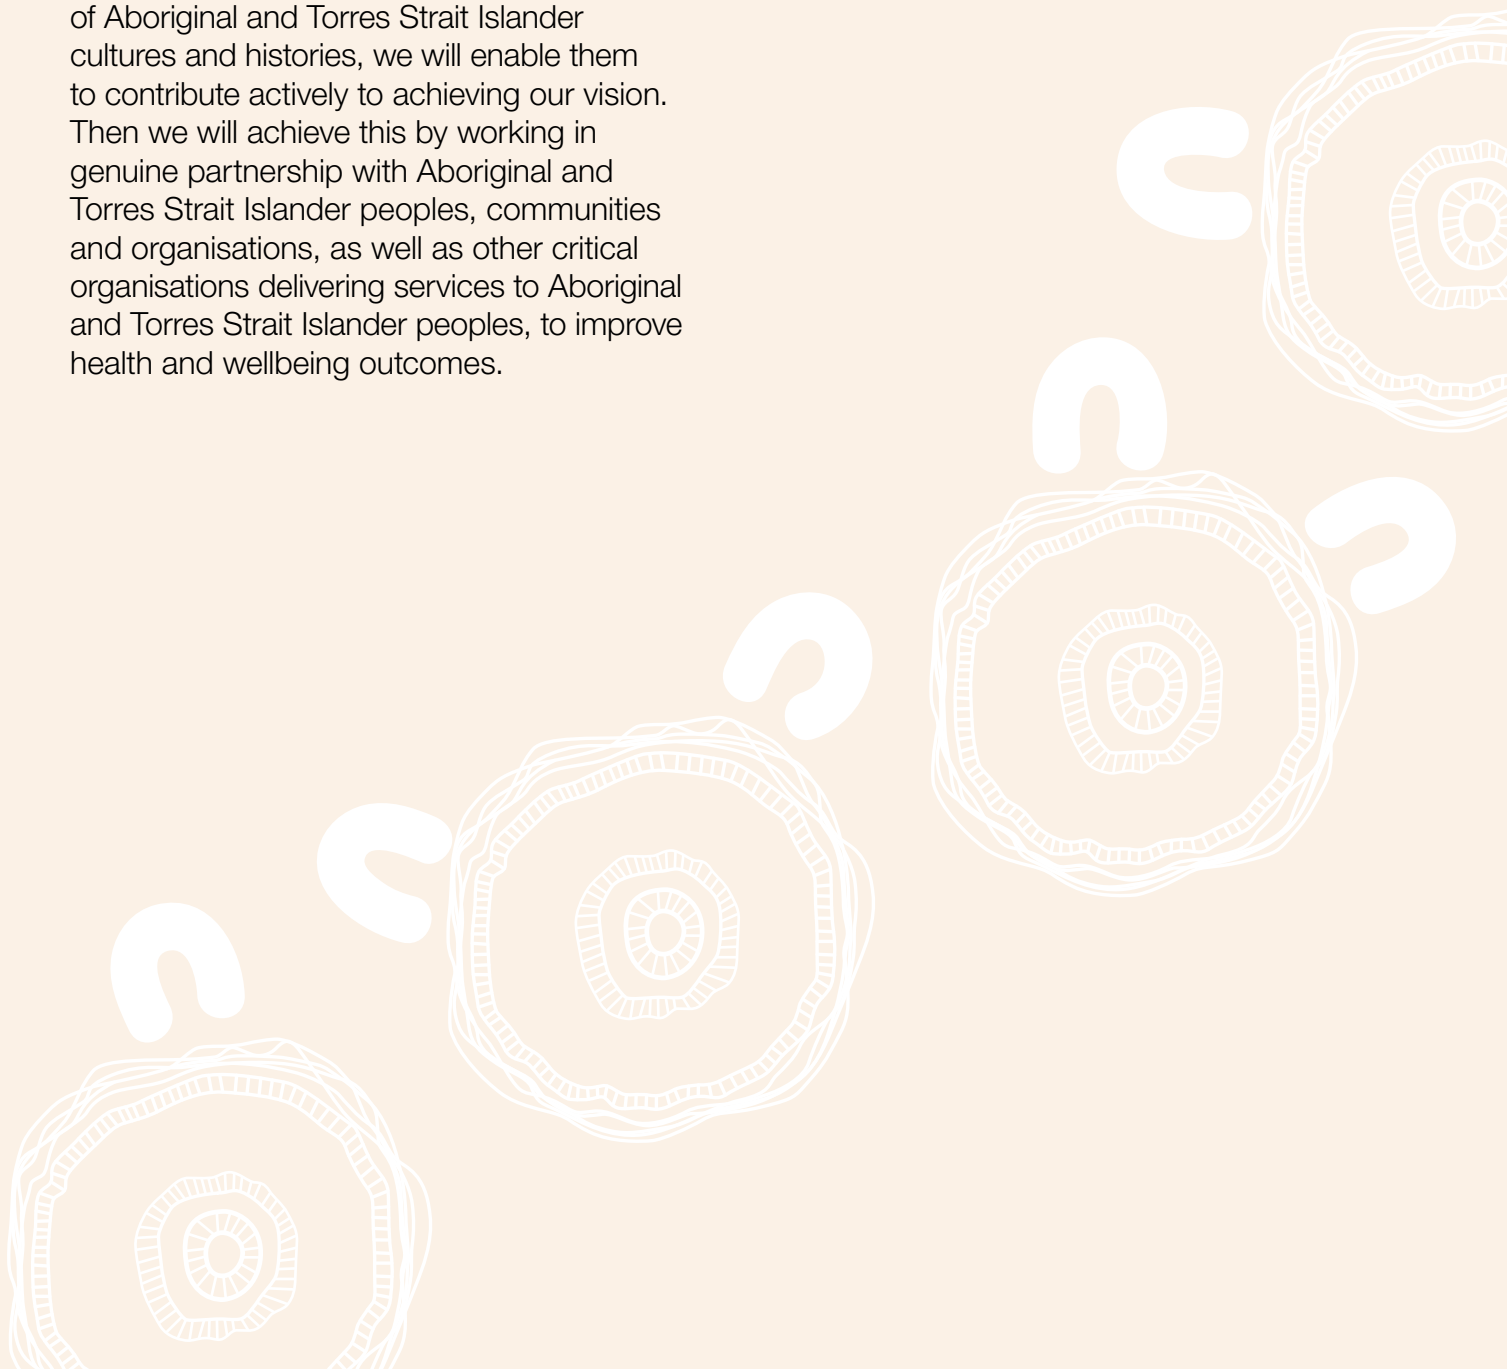 of Aboriginal and Torres Strait Islander
cultures and histories, we will enable them
to contribute actively to achieving our vision.
Then we will achieve this by working in
genuine partnership with Aboriginal and
Torres Strait Islander peoples, communities
and organisations, as well as other critical
organisations delivering services to Aboriginal
and Torres Strait Islander peoples, to improve
health and wellbeing outcomes.